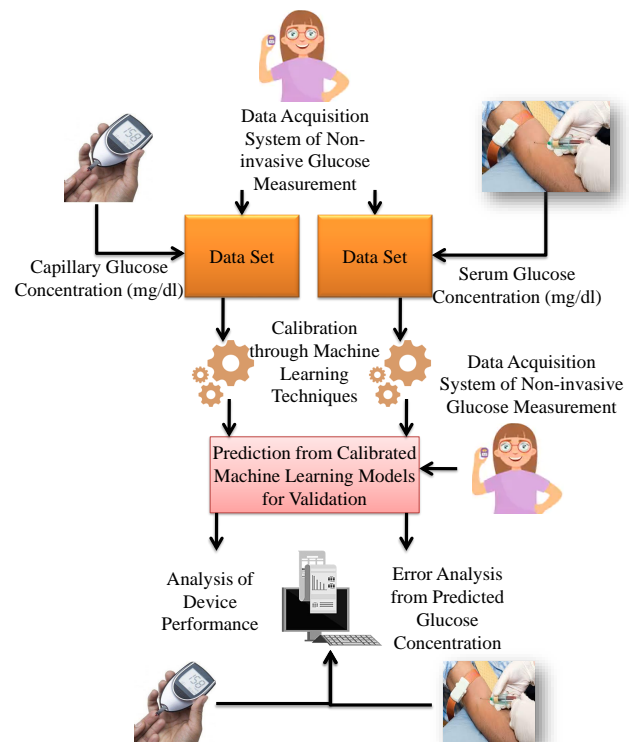 Data Acquisition
System of Non-
invasive Glucose
Measurement
158
Data Set
Data Set
Capillary Glucose
Concentration (mg/dl)
Serum Glucose
Concentration (mg/dl)
Calibration
through Machine
Learning
Techniques
Data Acquisition
System of Non-invasive
Glucose Measurement
Prediction from Calibrated
Machine Learning Models
for Validation
Analysis of
Device
Performance
Error Analysis
from Predicted
Glucose
Concentration
158